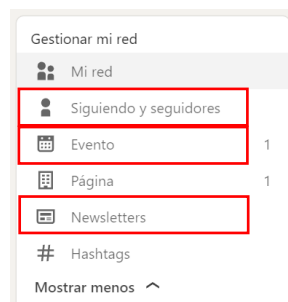 Gestionar mi red
Mi red
Siguiendo y seguidores
Evento 1
Página 1
Newsletters
# Hashtags
Mostrar menos